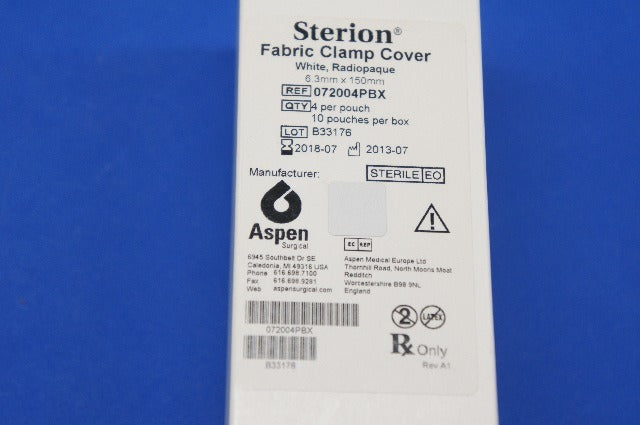 Sterion®
Fabric Clamp Cover
White, Radiopaque
6.3mm x 150mm
REF 072004PBX
QTY 4 per pouch
10 pouches per box
LOT B33176
2018-07 2013-07
Manufacturer: STERILE EO
Aspen
Surgical
EC REP
6945 Southbelt Dr SE
Caledonia, MI 49316 USA
Phone 616.698.7100
Fax 616.698.9281
Web aspensurgical.com
Aspen Medical Europe Ltd
Thornhill Road, North Moons Moat
Redditch
Worcestershire B98 9NL
England
072004PBX
2 LATEX
B33176
Rx Only
Rev A1